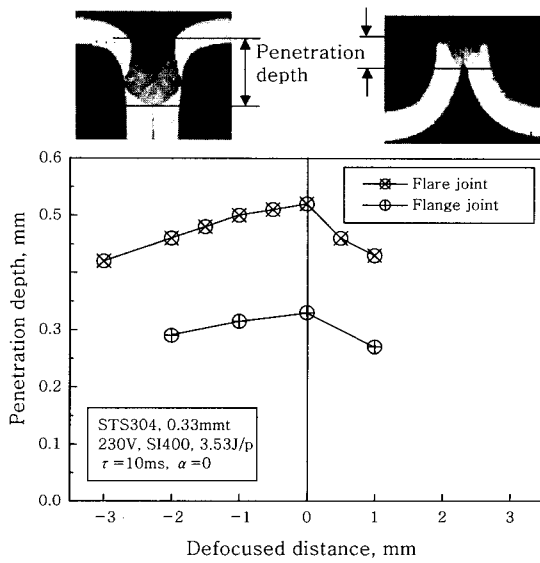 Penetration
depth
0.6
0.5
0.3
0.2
0.1
0.0
Penetration depth, mm
Flare joint
Flange joint
STS304, 0.33mmt
230V, SI400, 3.53J/p
τ=10ms, α=0
-3 -2 -1 0 1 2 3
Defocused distance, mm